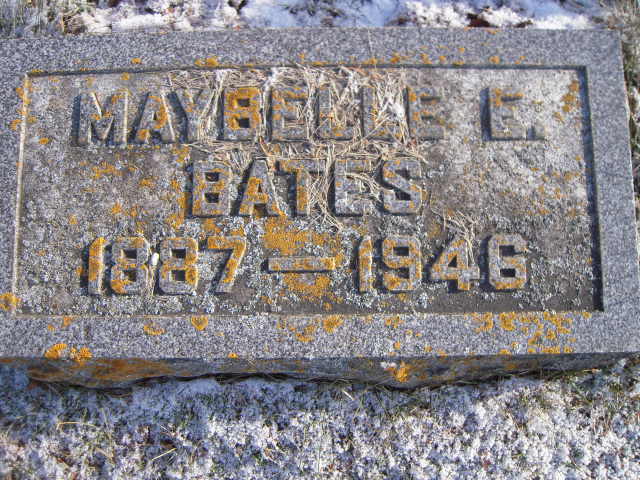 MAYBELLE E.
BATES
1887 — 1946